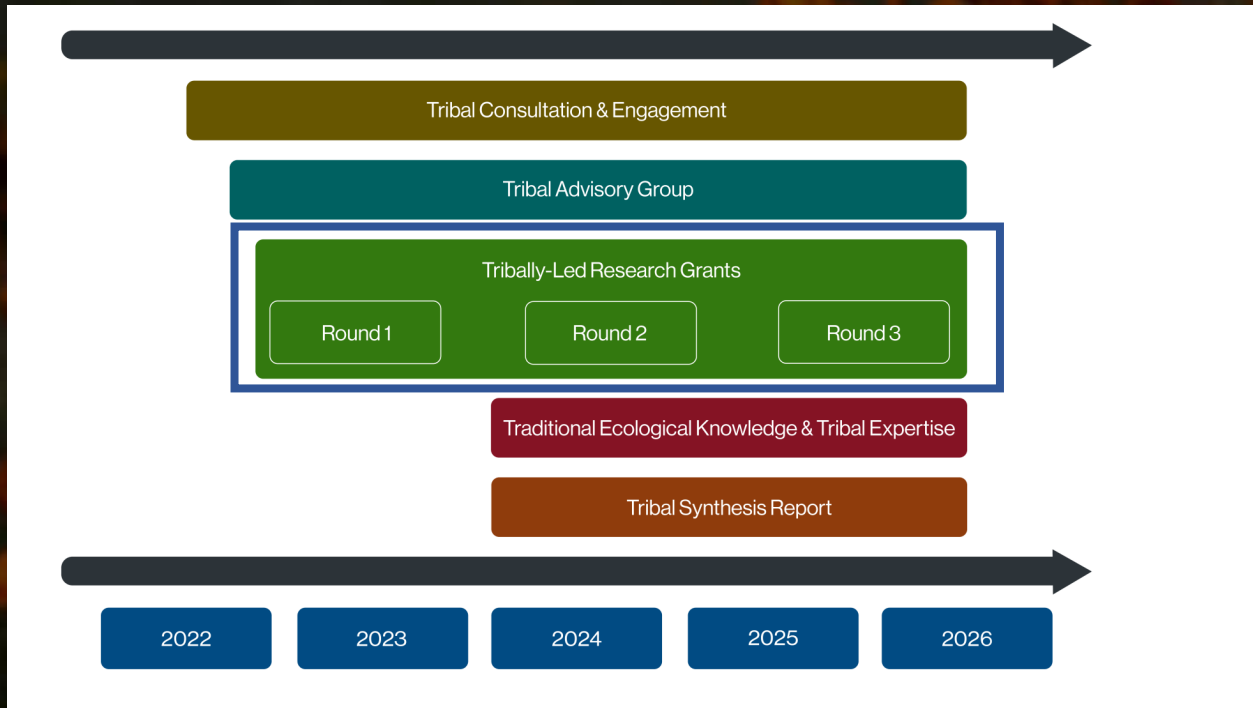 Tribal Consultation & Engagement
Tribal Advisory Group
Tribally-Led Research Grants
Round 1
Round 2
Round 3
Traditional Ecological Knowledge & Tribal Expertise
Tribal Synthesis Report
2022
2023
2024
2025
2026